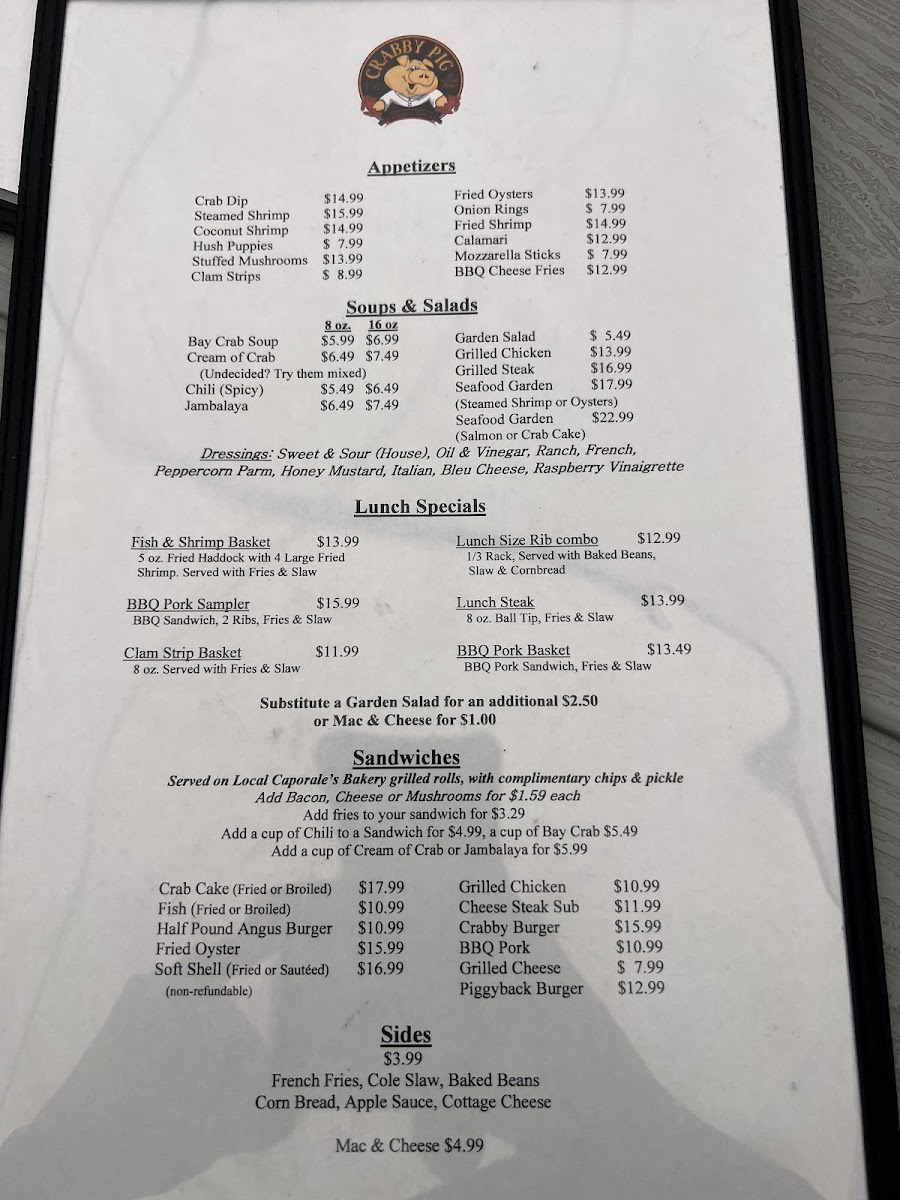 CRABBY PIG
Appetizers
Crab Dip $14.99
Steamed Shrimp $15.99
Coconut Shrimp $14.99
Hush Puppies $ 7.99
Stuffed Mushrooms $13.99
Clam Strips $ 8.99
Fried Oysters $13.99
Onion Rings $ 7.99
Fried Shrimp $14.99
Calamari $12.99
Mozzarella Sticks $ 7.99
BBQ Cheese Fries $12.99
Soups & Salads
8 oz. 16 oz
Bay Crab Soup $5.99 $6.99
Cream of Crab $6.49 $7.49
(Undecided? Try them mixed)
Chili (Spicy) $5.49 $6.49
Jambalaya $6.49 $7.49
Garden Salad $ 5.49
Grilled Chicken $13.99
Grilled Steak $16.99
Seafood Garden $17.99
(Steamed Shrimp or Oysters)
Seafood Garden $22.99
(Salmon or Crab Cake)
Dressings: Sweet & Sour (House), Oil & Vinegar, Ranch, French,
Peppercorn Parm, Honey Mustard, Italian, Bleu Cheese, Raspberry Vinaigrette
Lunch Specials
Fish & Shrimp Basket $13.99
5 oz. Fried Haddock with 4 Large Fried
Shrimp. Served with Fries & Slaw
BBQ Pork Sampler $15.99
BBQ Sandwich, 2 Ribs, Fries & Slaw
Clam Strip Basket $11.99
8 oz. Served with Fries & Slaw
Lunch Size Rib combo $12.99
1/3 Rack, Served with Baked Beans,
Slaw & Cornbread
Lunch Steak $13.99
8 oz. Ball Tip, Fries & Slaw
BBQ Pork Basket $13.49
BBQ Pork Sandwich, Fries & Slaw
Substitute a Garden Salad for an additional $2.50
or Mac & Cheese for $1.00
Sandwiches
Served on Local Caporale's Bakery grilled rolls, with complimentary chips & pickle
Add Bacon, Cheese or Mushrooms for $1.59 each
Add fries to your sandwich for $3.29
Add a cup of Chili to a Sandwich for $4.99, a cup of Bay Crab $5.49
Add a cup of Cream of Crab or Jambalaya for $5.99
Crab Cake (Fried or Broiled) $17.99
Fish (Fried or Broiled) $10.99
Half Pound Angus Burger $10.99
Fried Oyster $15.99
Soft Shell (Fried or Sautéed) $16.99
(non-refundable)
Grilled Chicken $10.99
Cheese Steak Sub $11.99
Crabby Burger $15.99
BBQ Pork $10.99
Grilled Cheese $ 7.99
Piggyback Burger $12.99
Sides
$3.99
French Fries, Cole Slaw, Baked Beans
Corn Bread, Apple Sauce, Cottage Cheese
Mac & Cheese $4.99